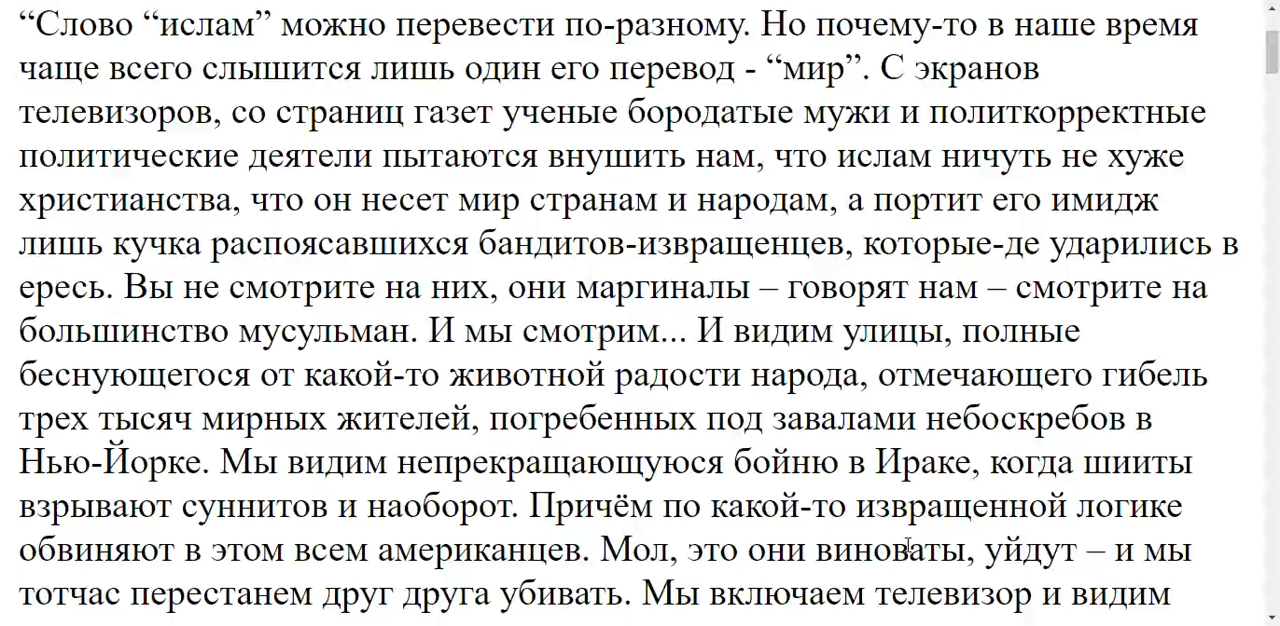 “Слово “ислам” можно перевести по-разному. Но почему-то в наше время
чаще всего слышится лишь один его перевод - “мир”. С экранов
телевизоров, со страниц газет ученые бородатые мужи и политкорректные
политические деятели пытаются внушить нам, что ислам ничуть не хуже
христианства, что он несет мир странам и народам, а портит его имидж
лишь кучка распоясавшихся бандитов-извращенцев, которые-де ударились в
ересь. Вы не смотрите на них, они маргиналы – говорят нам – смотрите на
большинство мусульман. И мы смотрим... И видим улицы, полные
беснующегося от какой-то животной радости народа, отмечающего гибель
трех тысяч мирных жителей, погребенных под завалами небоскребов в
Нью-Йорке. Мы видим непрекращающуюся бойню в Ираке, когда шииты
взрывают суннитов и наоборот. Причём по какой-то извращенной логике
обвиняют в этом всем американцев. Мол, это они виноваты, уйдут – и мы
тотчас перестанем друг друга убивать. Мы включаем телевизор и видим